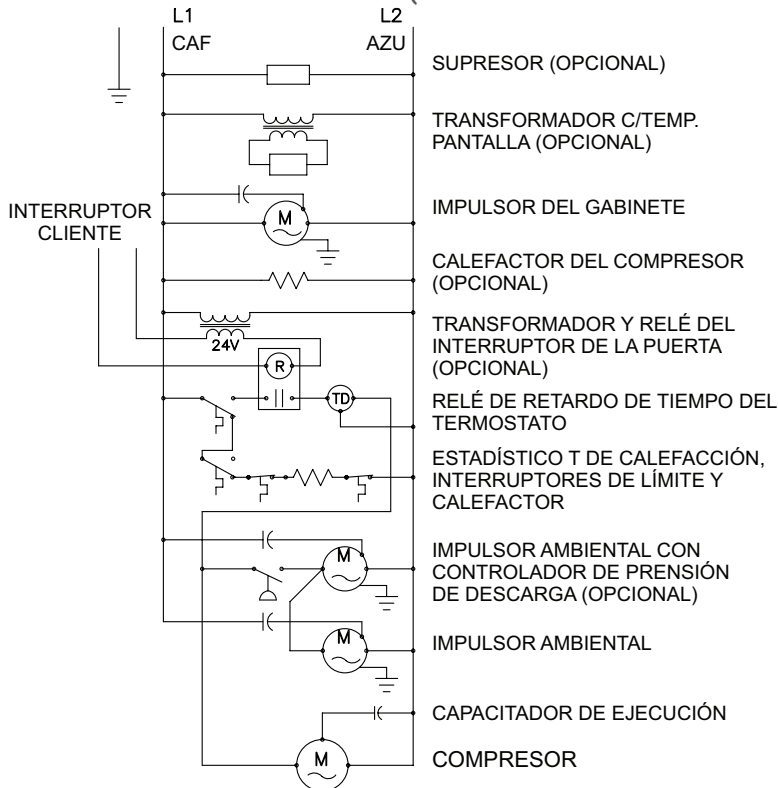 L1
L2
CAF
AZU
SUPRESOR (OPCIONAL)
TRANSFORMADOR C/TEMP.
PANTALLA (OPCIONAL)
M
IMPULSOR DEL GABINETE
INTERRUPTOR
CLIENTE
CALEFACTOR DEL COMPRESOR
(OPCIONAL)
24V
R
TRANSFORMADOR Y RELÉ DEL
INTERRUPTOR DE LA PUERTA
(OPCIONAL)
TD
RELÉ DE RETARDO DE TIEMPO DEL
TERMOSTATO
ESTADÍSTICO T DE CALEFACCIÓN,
INTERRUPTORES DE LÍMITE Y
CALEFACTOR
M
IMPULSOR AMBIENTAL CON
CONTROLADOR DE PRENSIÓN
DE DESCARGA (OPCIONAL)
M
IMPULSOR AMBIENTAL
CAPACITADOR DE EJECUCIÓN
M
COMPRESOR